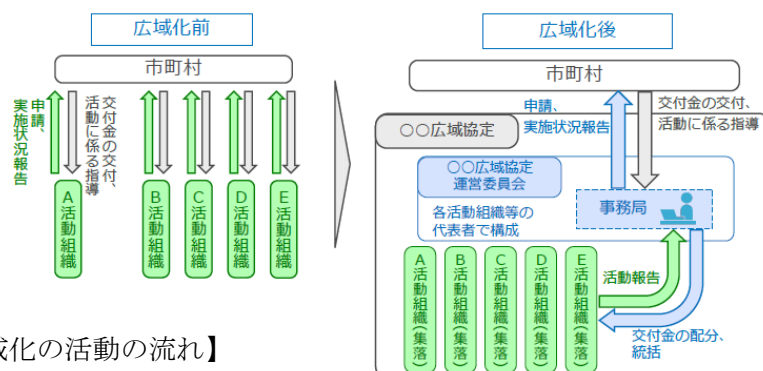 広域化前
市町村
申請、
実施状況報告
交付金の交付、
活動に係る指導
A活動組織
B活動組織
C活動組織
D活動組織
E活動組織
広域化後
市町村
申請、
実施状況報告
交付金の交付、
活動に係る指導
〇〇広域協定
〇〇広域協定
運営委員会
各活動組織等の
代表者で構成
事務局
A活動組織(集落)
B活動組織(集落)
C活動組織(集落)
D活動組織(集落)
E活動組織(集落)
活動報告
交付金の配分、
統括
化の活動の流れ】